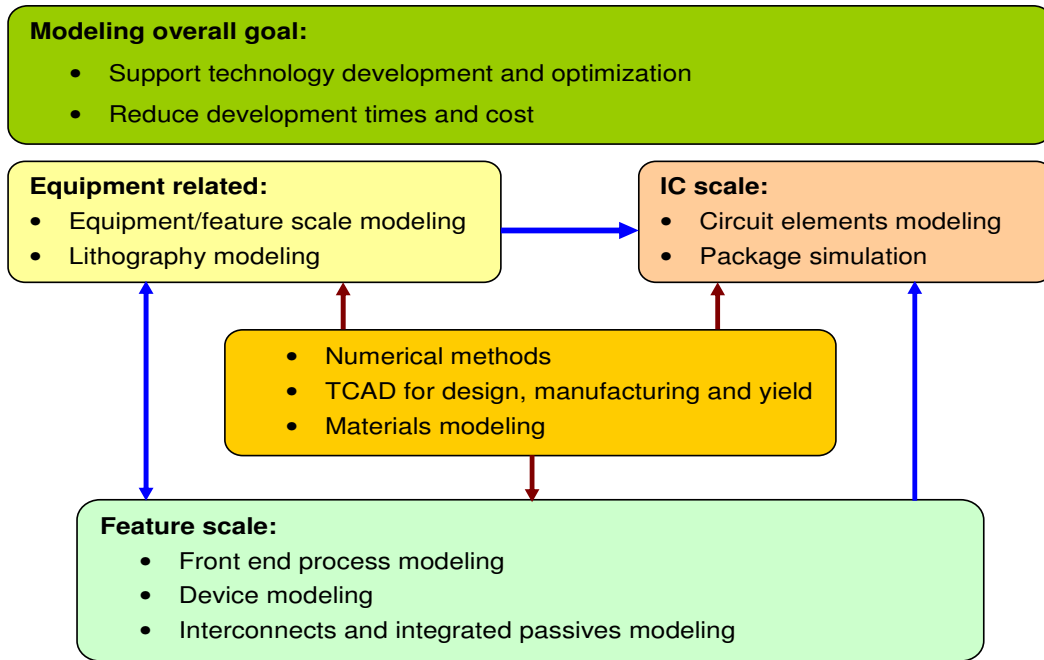 Modeling overall goal:
• Support technology development and optimization
• Reduce development times and cost
Equipment related:
• Equipment/feature scale modeling
• Lithography modeling
IC scale:
• Circuit elements modeling
• Package simulation
• Numerical methods
• TCAD for design, manufacturing and yield
• Materials modeling
Feature scale:
• Front end process modeling
• Device modeling
• Interconnects and integrated passives modeling